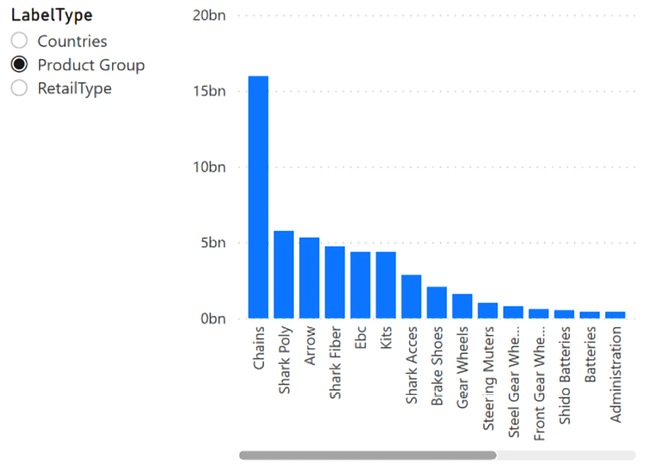 LabelType
Countries
Product Group
RetailType
20bn
15bn
10bn
5bn
0bn
Chains
Shark Poly
Arrow
Shark Fiber
Ebc
Kits
Shark Acces
Brake Shoes
Gear Wheels
Steering Muters
Steel Gear Whe...
Front Gear Whe...
Shido Batteries
Batteries
Administration